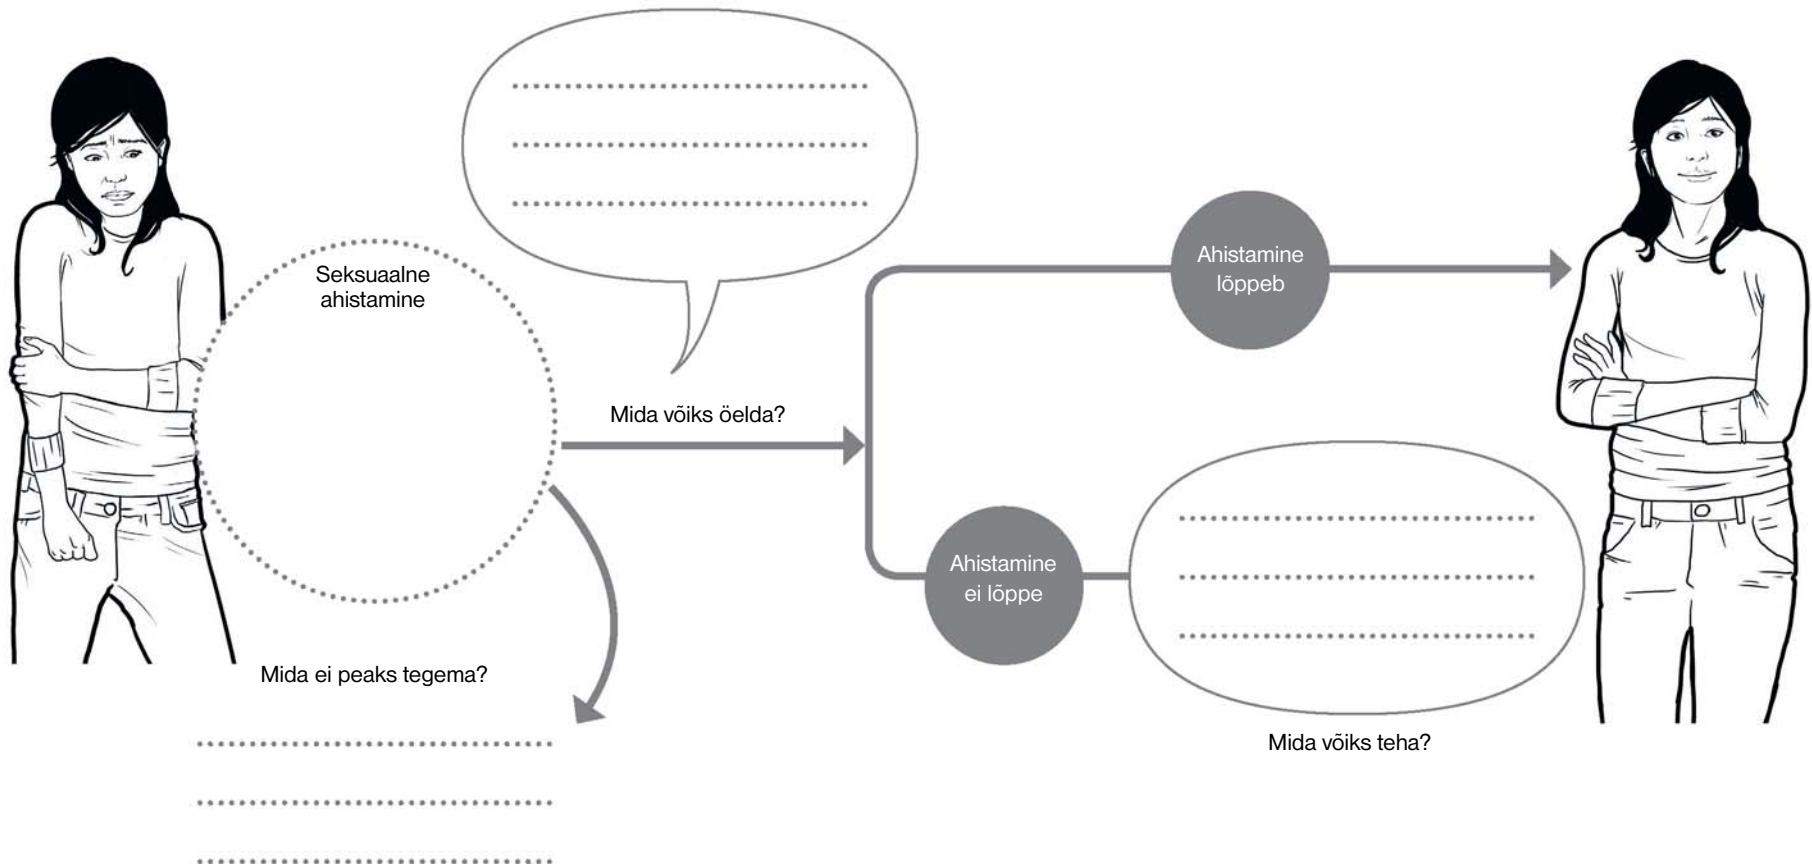 Seksuaalne
ahistamine
Mida võiks öelda?
Ahistamine
lõppeb
Ahistamine
ei lõppe
Mida ei peaks tegema?
Mida võiks teha?